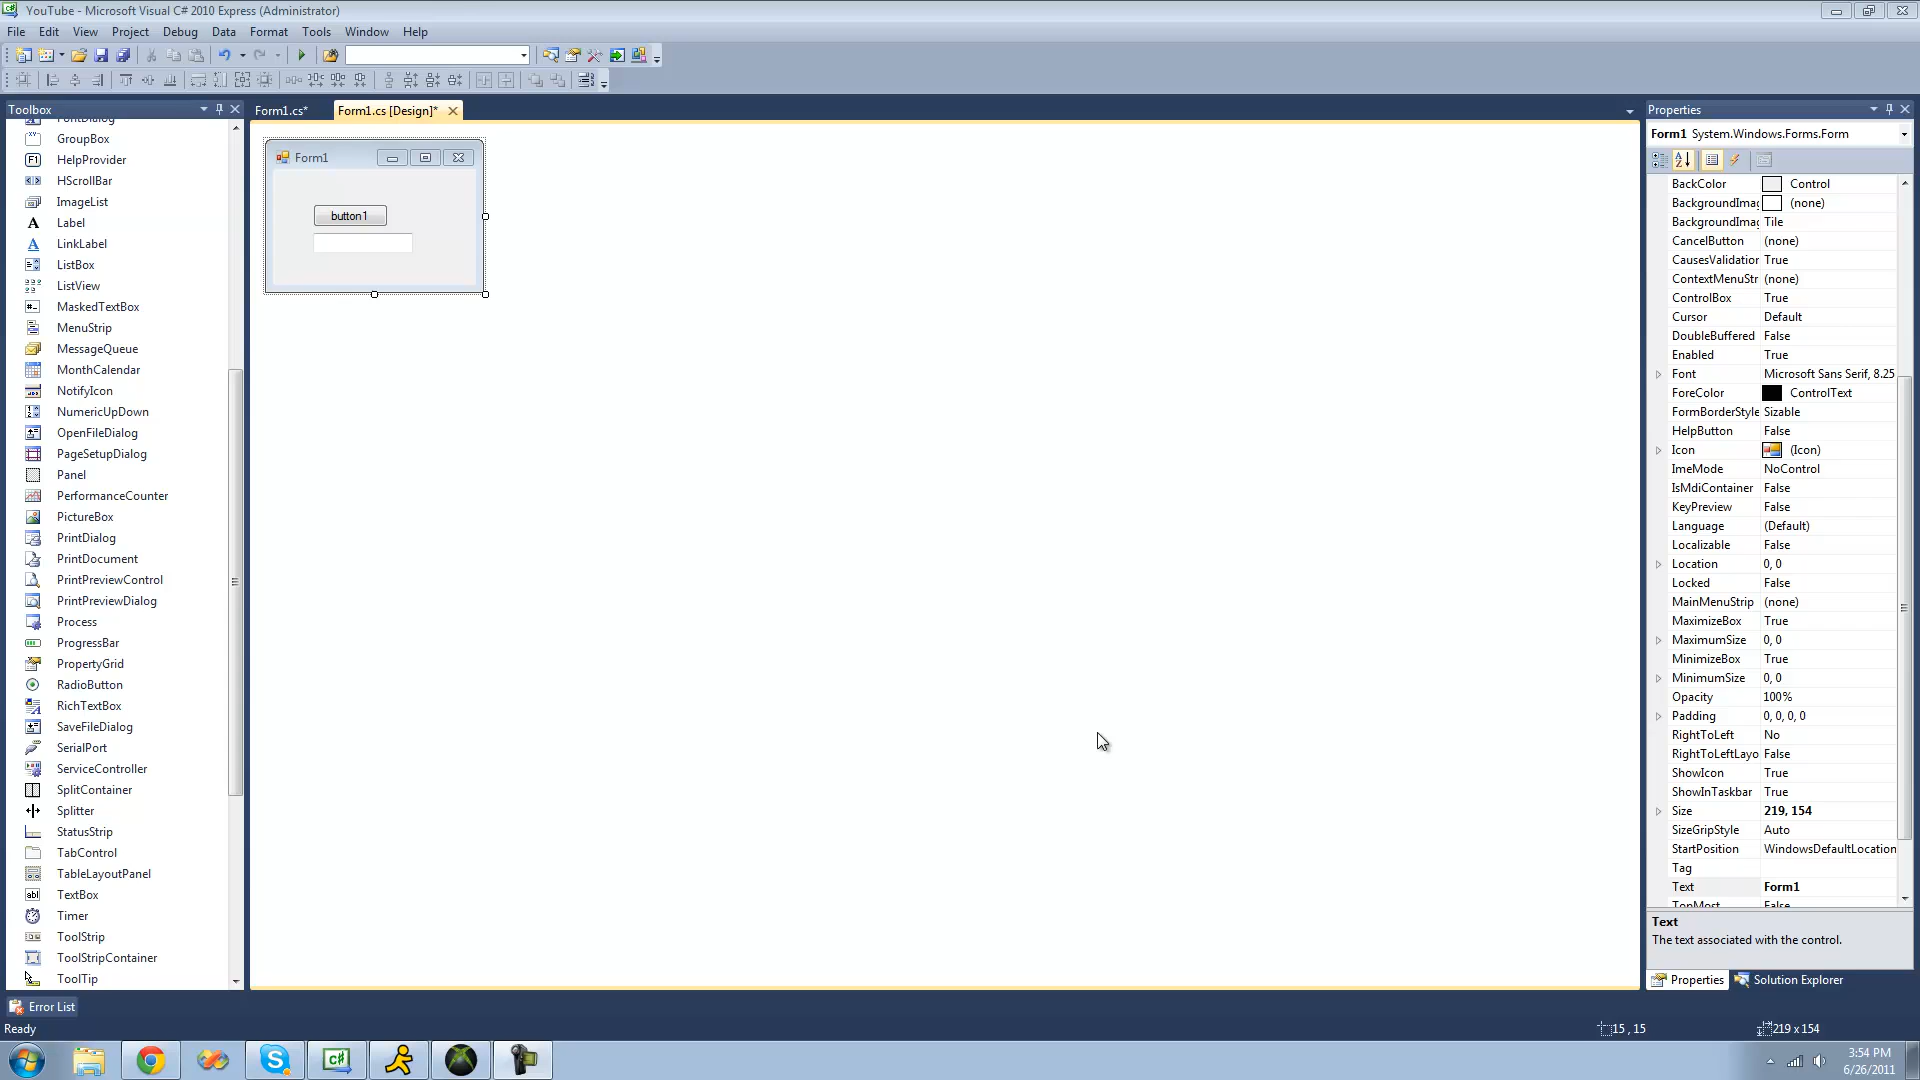 YouTube - Microsoft Visual C# 2010 Express (Administrator)
File Edit View Project Debug Data Format Tools Window Help
Toolbox
Form1.cs*
Form1.cs [Design]*
Properties
FontDialog
GroupBox
HelpProvider
HScrollBar
ImageList
Label
LinkLabel
ListBox
ListView
MaskedTextBox
MenuStrip
MessageQueue
MonthCalendar
NotifyIcon
NumericUpDown
OpenFileDialog
PageSetupDialog
Panel
PerformanceCounter
PictureBox
PrintDialog
PrintDocument
PrintPreviewControl
PrintPreviewDialog
Process
ProgressBar
PropertyGrid
RadioButton
RichTextBox
SaveFileDialog
SerialPort
ServiceController
SplitContainer
Splitter
StatusStrip
TabControl
TableLayoutPanel
TextBox
Timer
ToolStrip
ToolStripContainer
ToolTip
Form1
button1
Form1 System.Windows.Forms.Form
BackColor Control
BackgroundImag (none)
BackgroundImag Tile
CancelButton (none)
CausesValidation True
ContextMenuStr (none)
ControlBox True
Cursor Default
DoubleBuffered False
Enabled True
Font Microsoft Sans Serif, 8.25
ForeColor ControlText
FormBorderStyle Sizable
HelpButton False
Icon (Icon)
ImeMode NoControl
IsMdiContainer False
KeyPreview False
Language (Default)
Localizable False
Location 0, 0
Locked False
MainMenuStrip (none)
MaximizeBox True
MaximumSize 0, 0
MinimizeBox True
MinimumSize 0, 0
Opacity 100%
Padding 0, 0, 0, 0
RightToLeft No
RightToLeftLayo False
ShowIcon True
ShowInTaskbar True
Size 219, 154
SizeGripStyle Auto
StartPosition WindowsDefaultLocation
Tag
Text Form1
TopMost False
Text
The text associated with the control.
Properties Solution Explorer
Error List
Ready
15 , 15
219 x 154
3:54 PM
6/26/2011